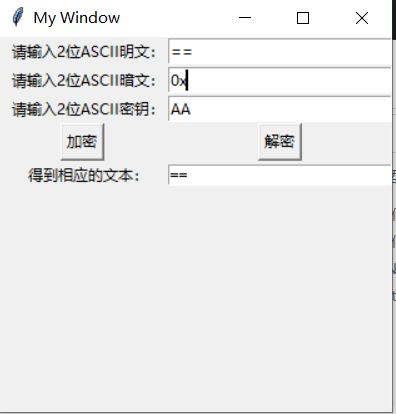 My Window
请输入2位ASCII明文： ==
请输入2位ASCII暗文： 0x
请输入2位ASCII密钥： AA
加密 解密
得到相应的文本： ==